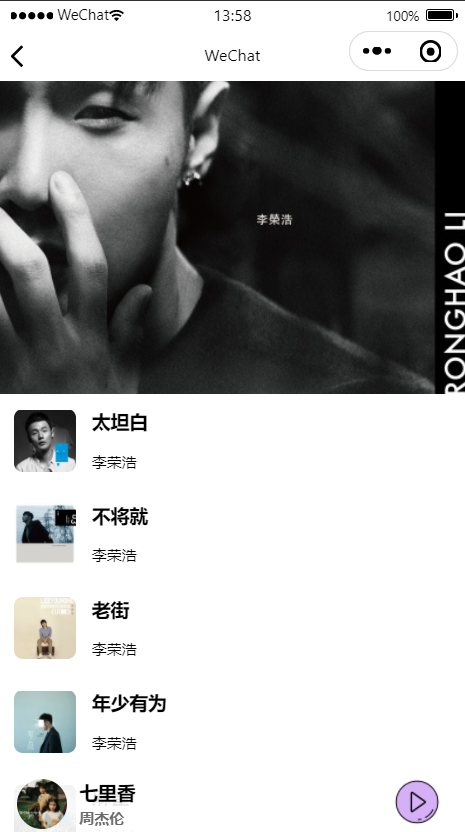 WeChat 13:58 100%
WeChat
李榮浩
RONGHAO LI
太坦白
李荣浩
不将就
李荣浩
老街
李荣浩
年少有为
李荣浩
七里香
周杰伦